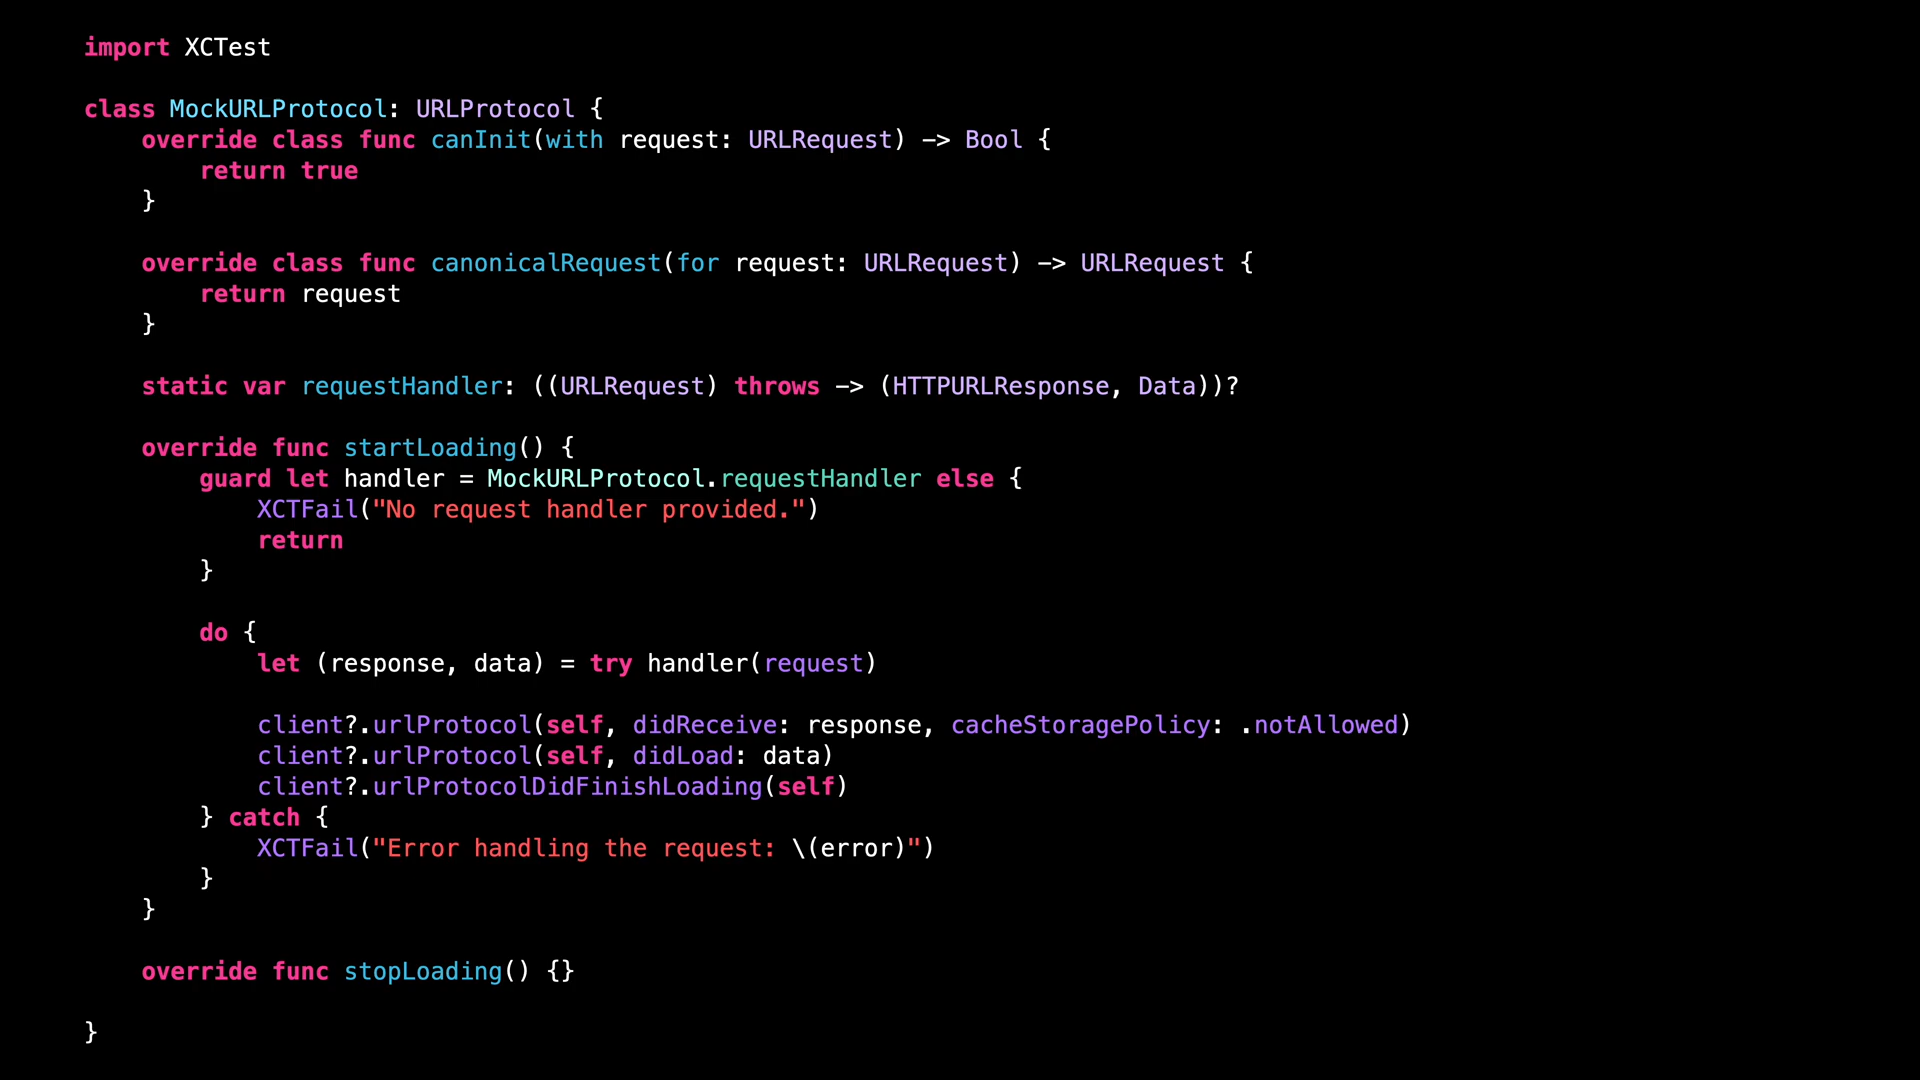 import XCTest

class MockURLProtocol: URLProtocol {
    override class func canInit(with request: URLRequest) -> Bool {
        return true
    }

    override class func canonicalRequest(for request: URLRequest) -> URLRequest {
        return request
    }

    static var requestHandler: ((URLRequest) throws -> (HTTPURLResponse, Data))?

    override func startLoading() {
        guard let handler = MockURLProtocol.requestHandler else {
            XCTFail("No request handler provided.")
            return
        }

        do {
            let (response, data) = try handler(request)

            client?.urlProtocol(self, didReceive: response, cacheStoragePolicy: .notAllowed)
            client?.urlProtocol(self, didLoad: data)
            client?.urlProtocolDidFinishLoading(self)
        } catch {
            XCTFail("Error handling the request: \(error)")
        }
    }

    override func stopLoading() {}

}